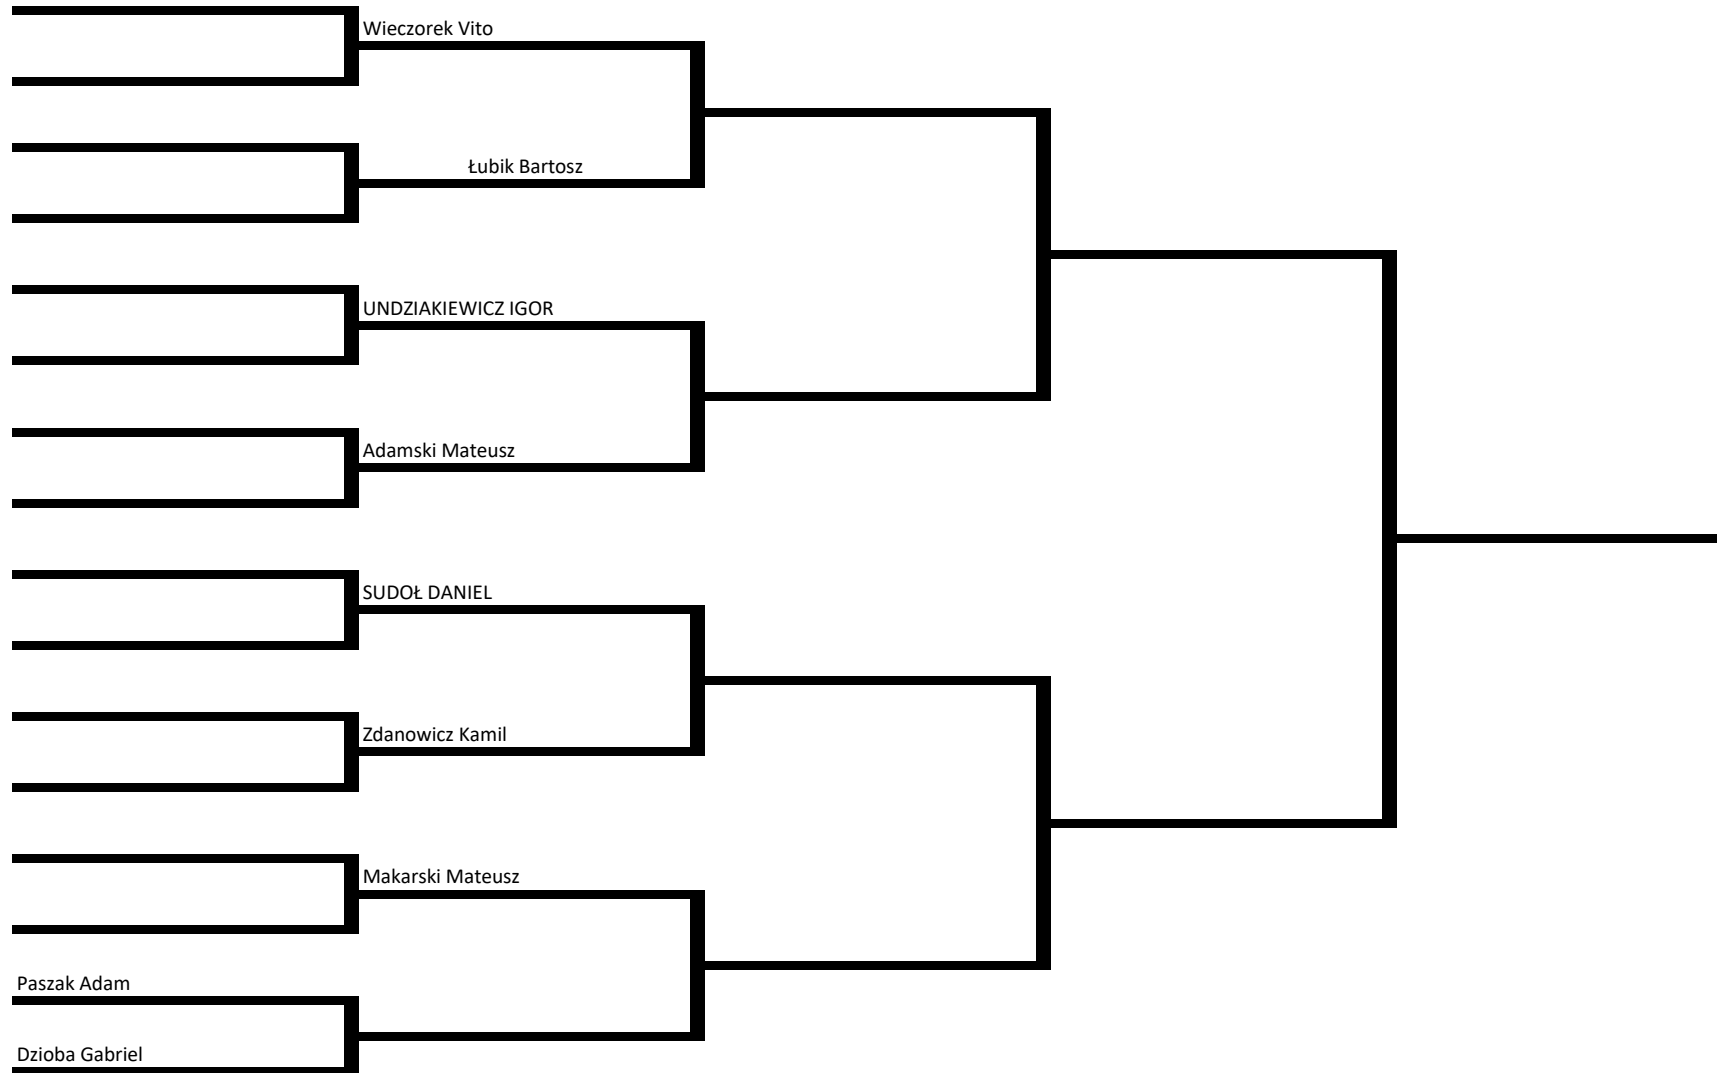 Wieczorek Vito
Łubik Bartosz
UNDZIAKIEWICZ IGOR
Adamski Mateusz
SUDOŁ DANIEL
Zdanowicz Kamil
Makarski Mateusz
Paszak Adam
Dzioba Gabriel